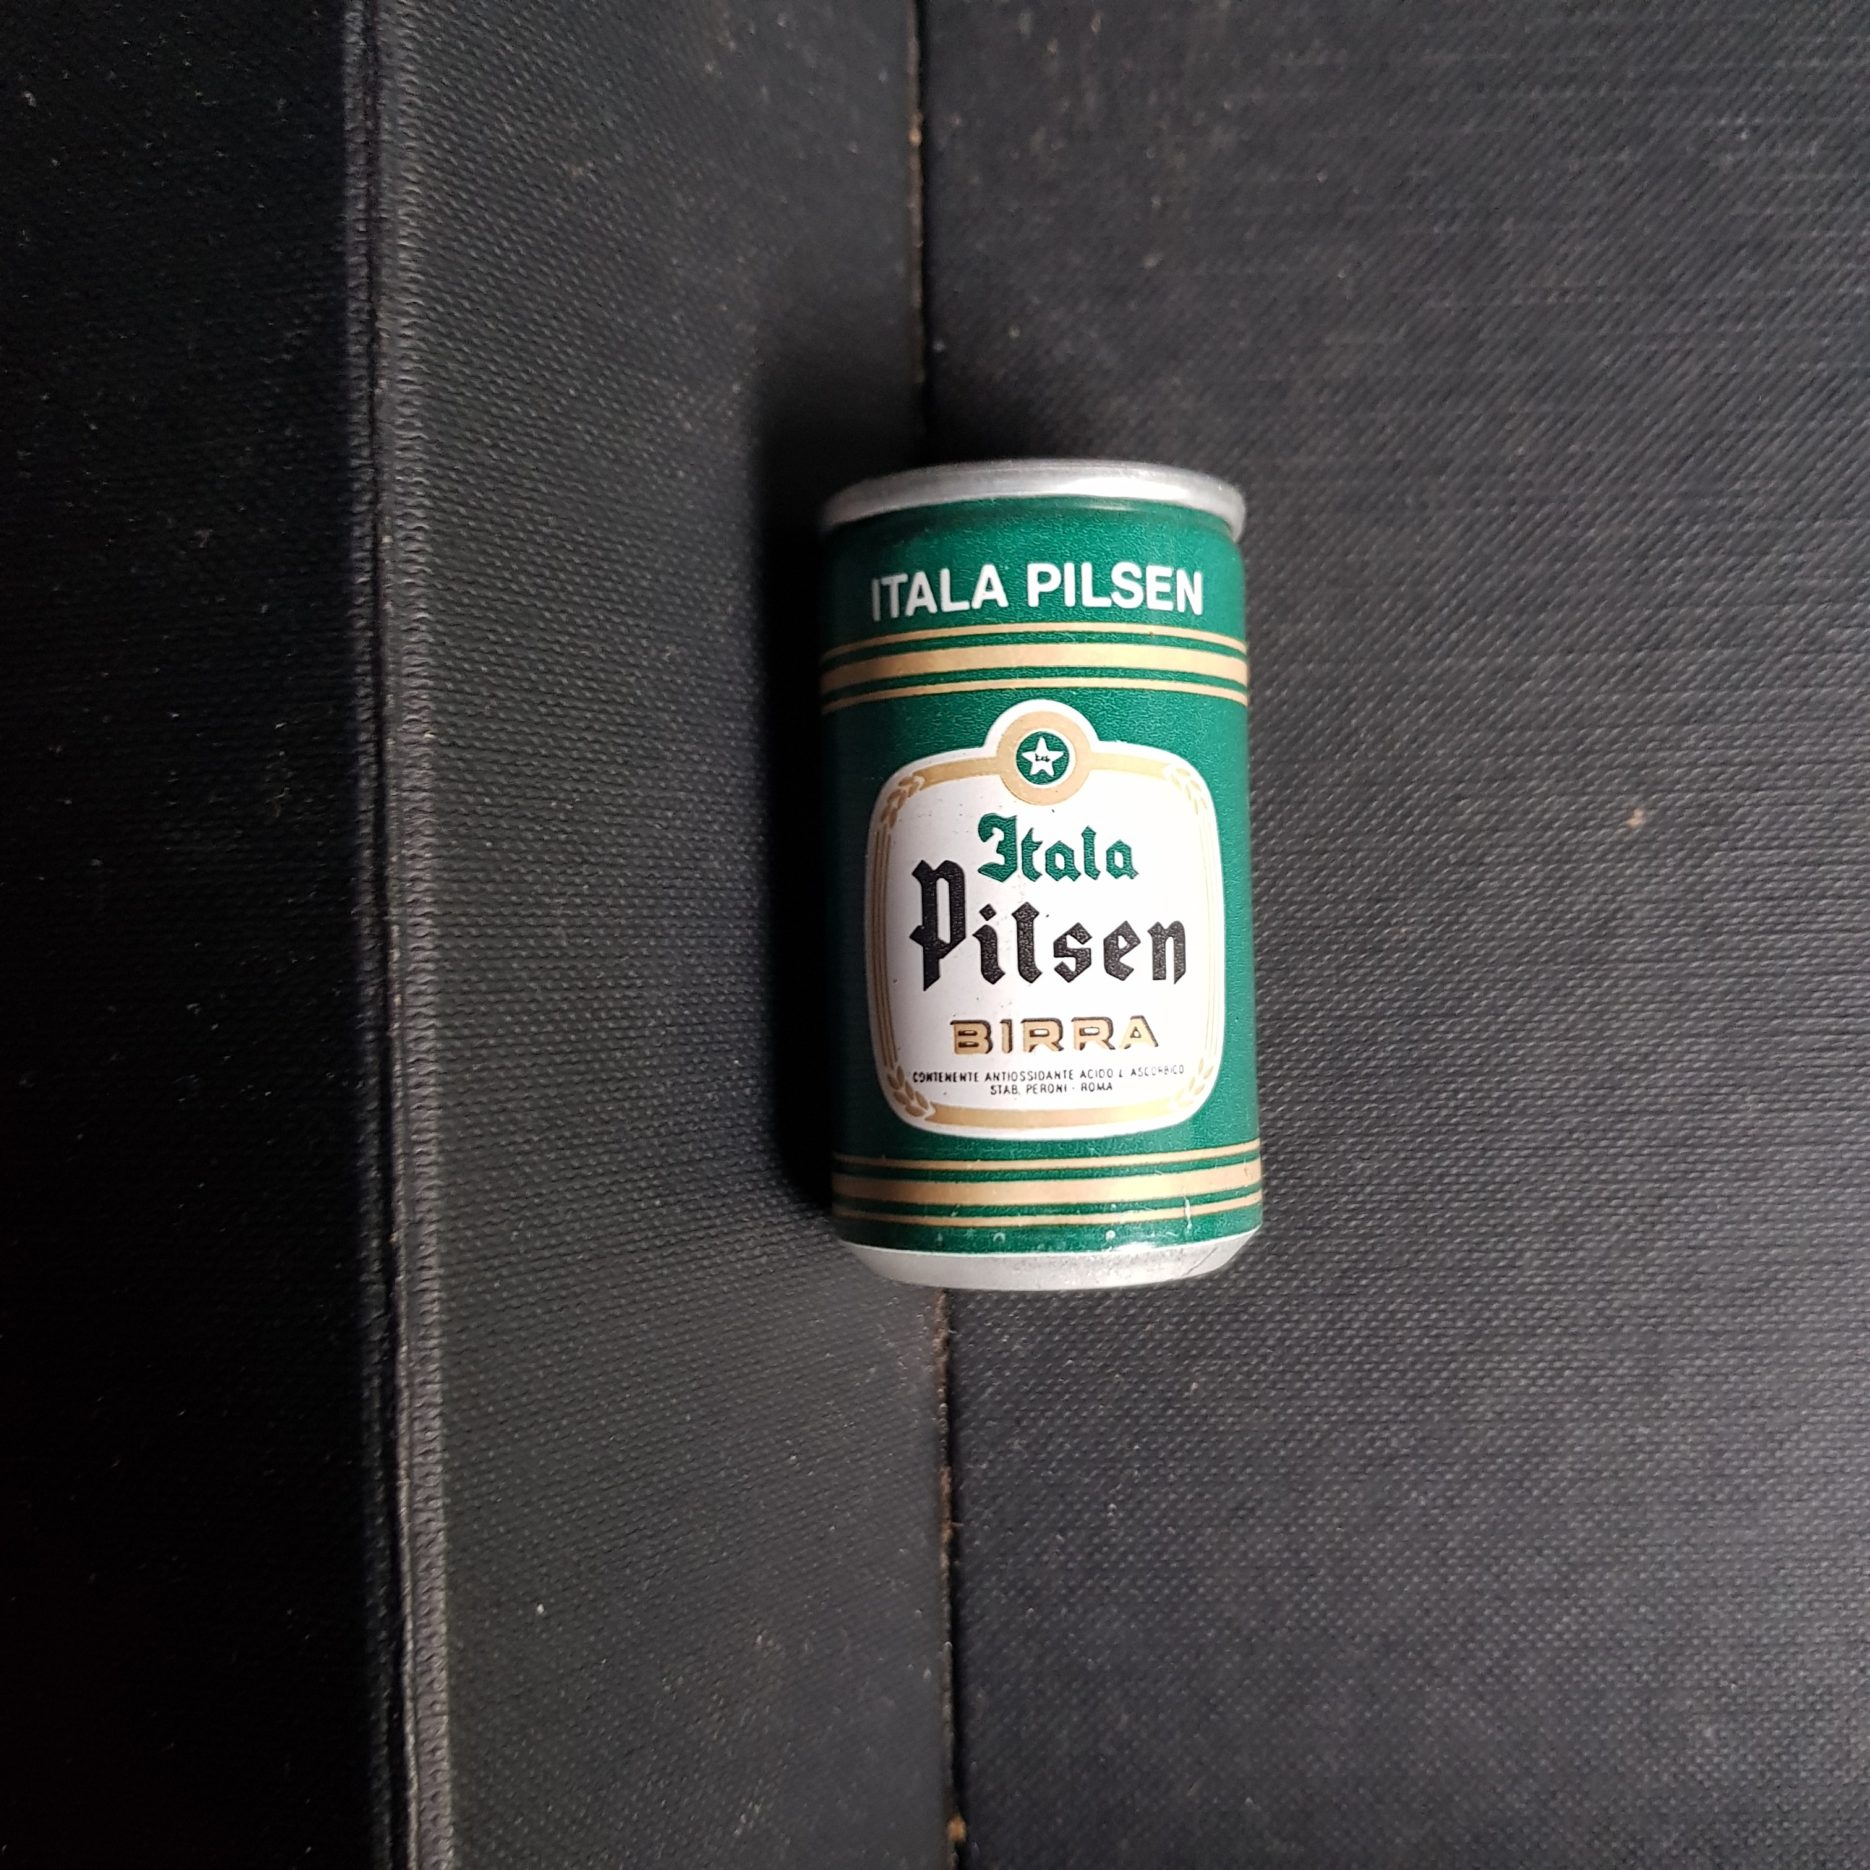 ITALA PILSEN
Itala
Pilsen
BIRRA
CONTENENTE ANTIOSSIDANTE ACIDO L ASCORBICO
STAB. PERONI - ROMA